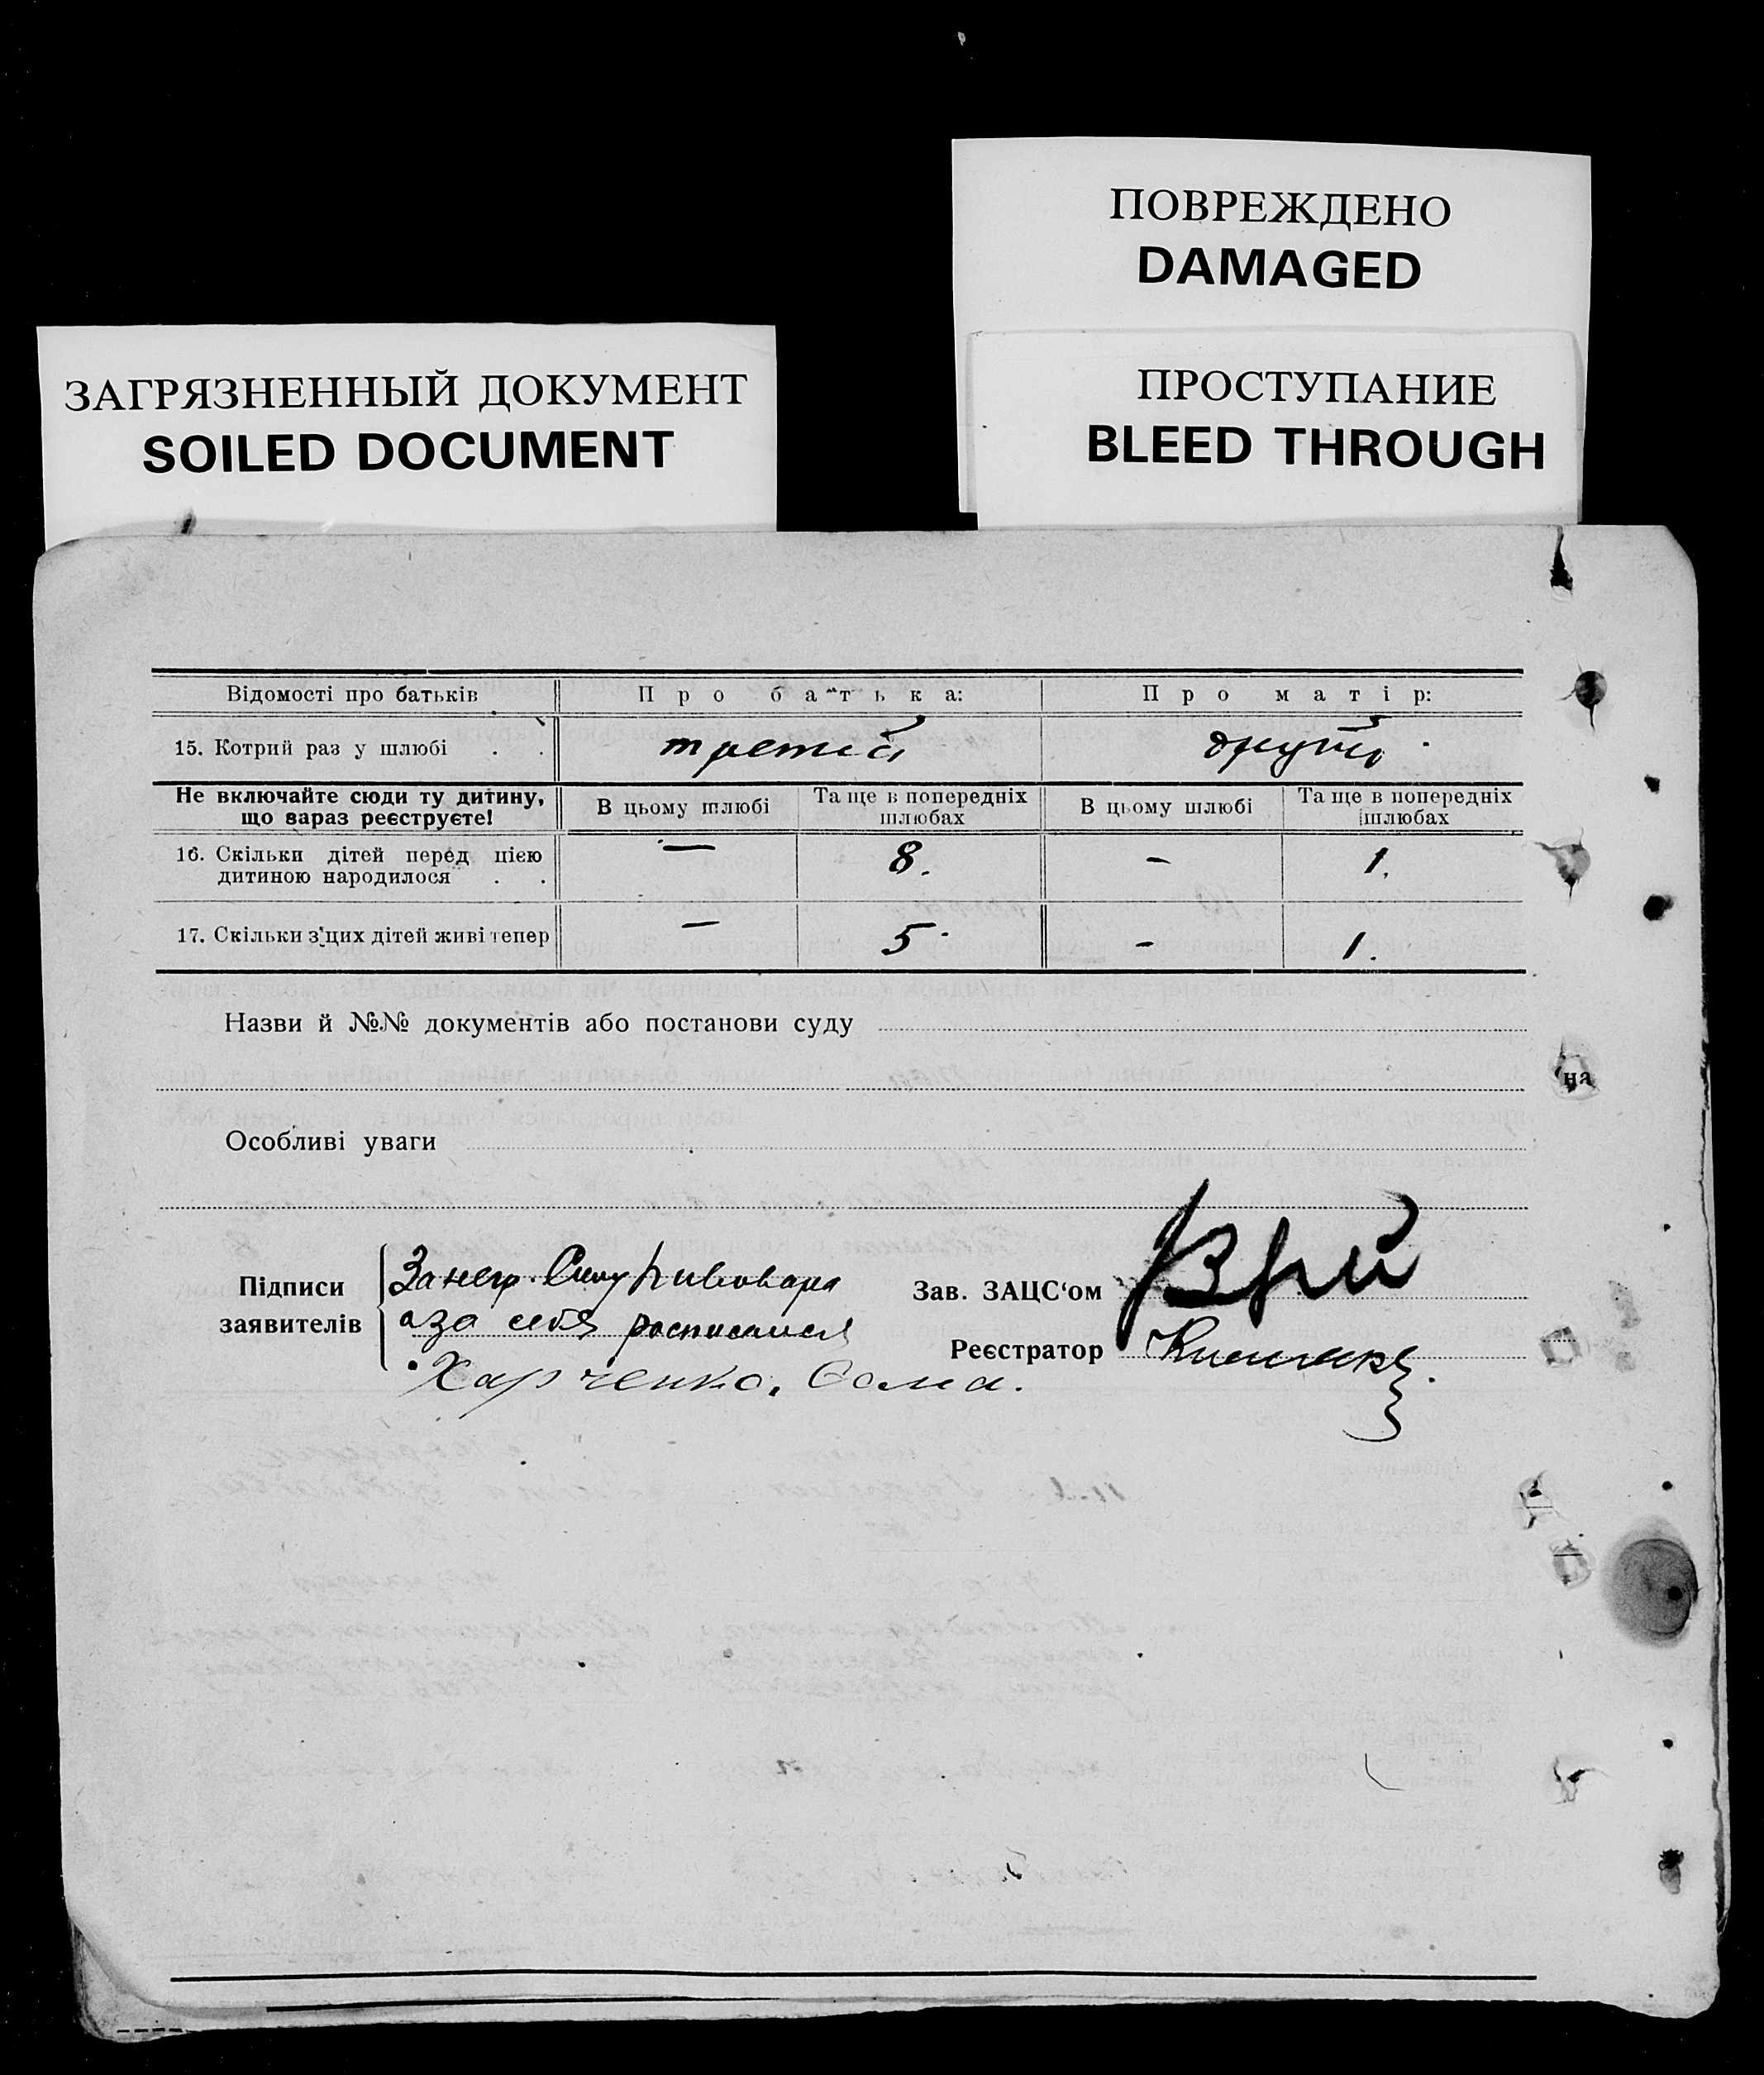 ПОВРЕЖДЕНО
DAMAGED
ЗАГРЯЗНЕННЫЙ ДОКУМЕНТ
SOILED DOCUMENT
ПРОСТУПАНИЕ
BLEED THROUGH
Відомості про батьків Про батька: Про матір:
15. Котрий раз у шлюбі . . третій другий
Не включайте сюди ту дитину, що зараз реєструєте! В цьому шлюбі Та ще в попередніх шлюбах В цьому шлюбі Та ще в попередніх шлюбах
16. Скільки дітей перед цією
дитиною народилося . . — 8. - 1.
17. Скільки з'цих дітей живі тепер — 5 - 1.
Назви й №№ документів або постанови суду
на
Особливі уваги
Підписи
заявителів
за себя
Харченко.
Зав. ЗАЦС'ом
Реєстратор